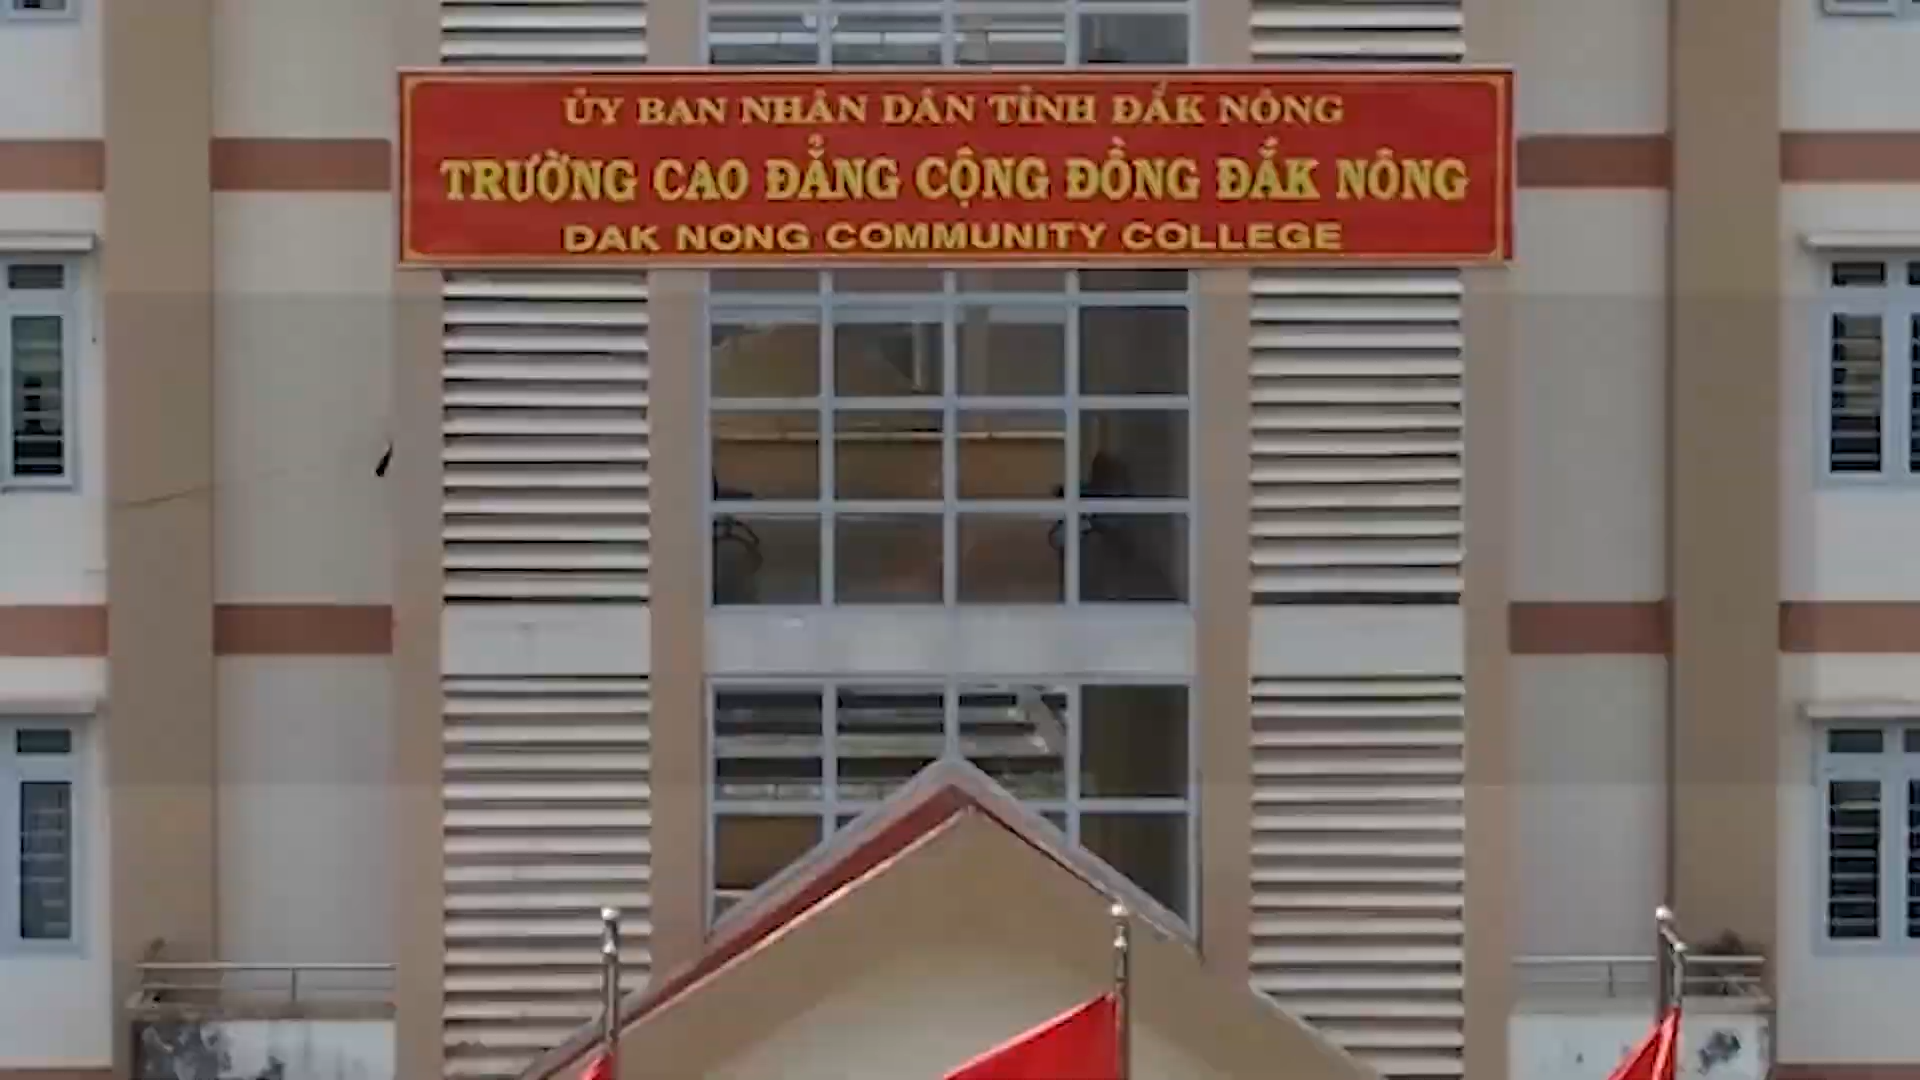 ỦY BAN NHÂN DÂN TỈNH ĐẮK NÔNG
TRƯỜNG CAO ĐẲNG CỘNG ĐỒNG ĐẮK NÔNG
DAK NONG COMMUNITY COLLEGE